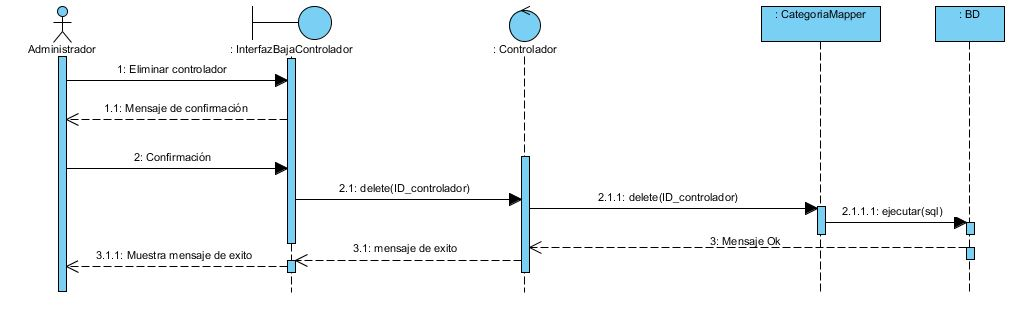 : CategoriaMapper
: BD
Administrador
: InterfazBajaControlador
: Controlador
1: Eliminar controlador
1.1: Mensaje de confirmación
2: Confirmación
2.1: delete(ID_controlador)
2.1.1: delete(ID_controlador)
2.1.1.1: ejecutar(sql)
3: Mensaje Ok
3.1: mensaje de exito
3.1.1: Muestra mensaje de exito